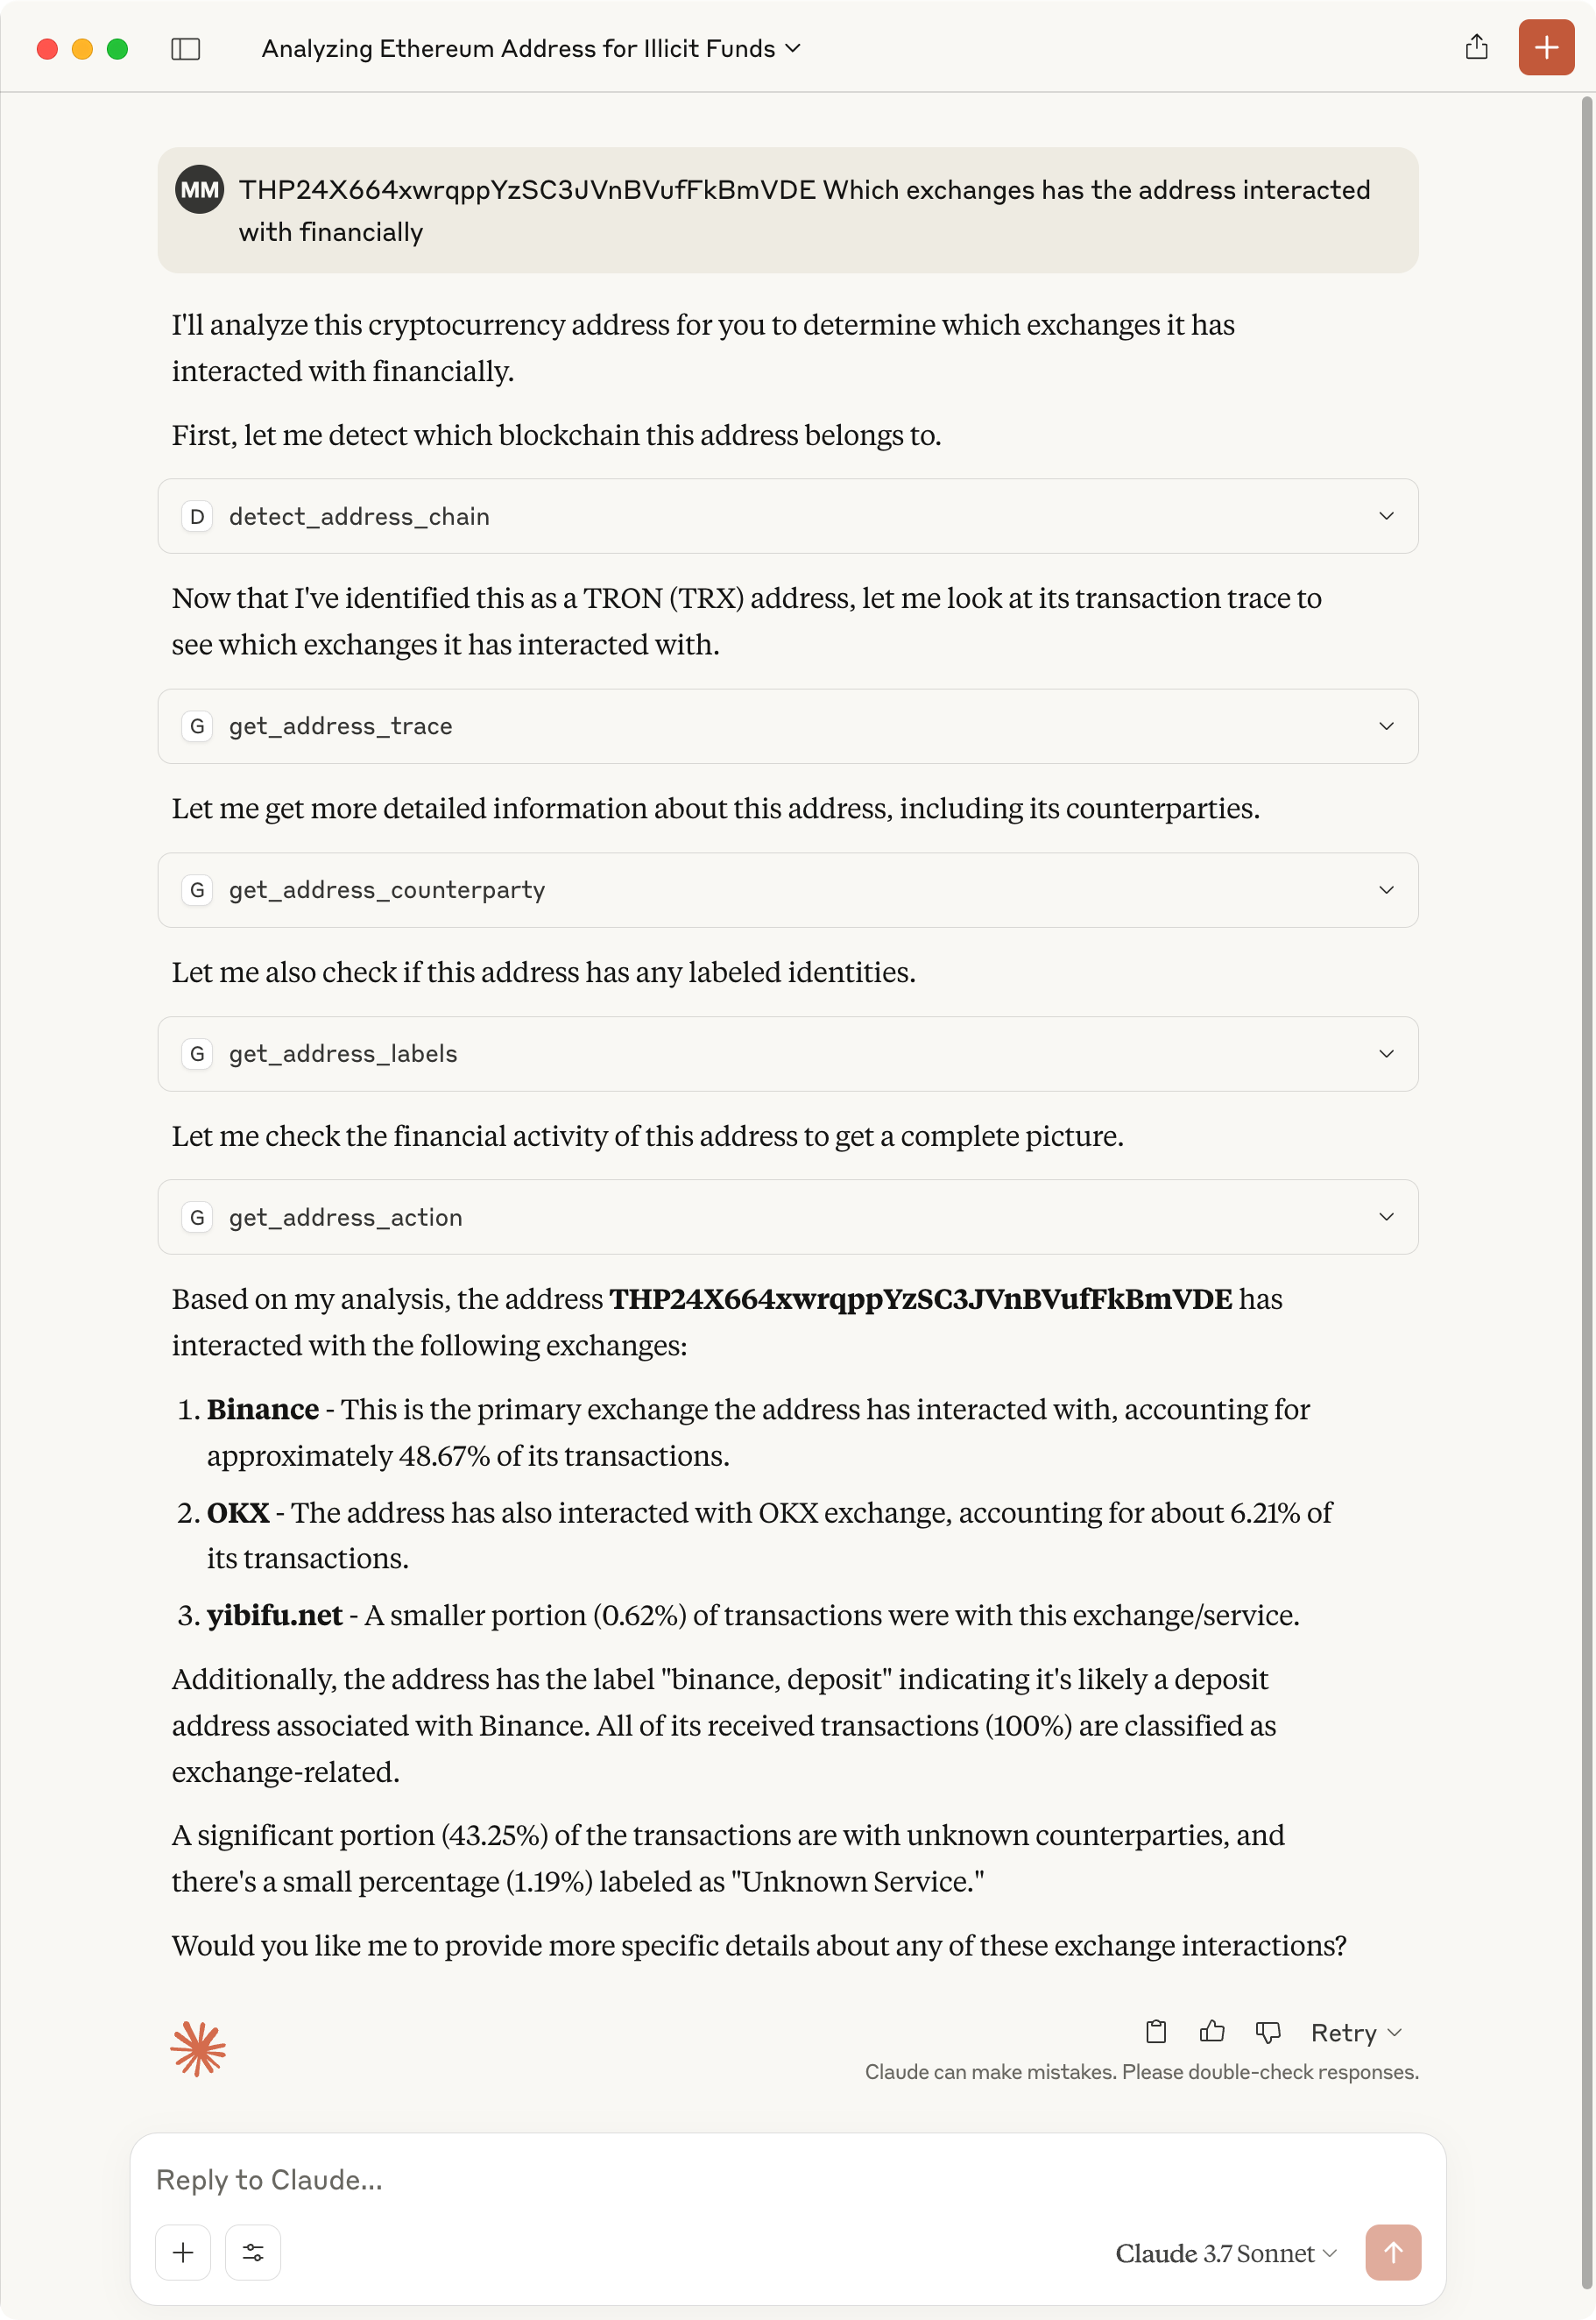 Analyzing Ethereum Address for Illicit Funds
MM
THP24X664xwrqppYzSC3JVnBVufFkBmVDE Which exchanges has the address interacted
with financially
I'll analyze this cryptocurrency address for you to determine which exchanges it has
interacted with financially.
First, let me detect which blockchain this address belongs to.
D detect_address_chain
Now that I've identified this as a TRON (TRX) address, let me look at its transaction trace to
see which exchanges it has interacted with.
G get_address_trace
Let me get more detailed information about this address, including its counterparties.
G get_address_counterparty
Let me also check if this address has any labeled identities.
G get_address_labels
Let me check the financial activity of this address to get a complete picture.
G get_address_action
Based on my analysis, the address THP24X664xwrqppYzSC3JVnBVufFkBmVDE has
interacted with the following exchanges:
1. Binance - This is the primary exchange the address has interacted with, accounting for
approximately 48.67% of its transactions.
2. OKX - The address has also interacted with OKX exchange, accounting for about 6.21% of
its transactions.
3. yibifu.net - A smaller portion (0.62%) of transactions were with this exchange/service.
Additionally, the address has the label "binance, deposit" indicating it's likely a deposit
address associated with Binance. All of its received transactions (100%) are classified as
exchange-related.
A significant portion (43.25%) of the transactions are with unknown counterparties, and
there's a small percentage (1.19%) labeled as "Unknown Service."
Would you like me to provide more specific details about any of these exchange interactions?
Retry
Claude can make mistakes. Please double-check responses.
Reply to Claude...
Claude 3.7 Sonnet